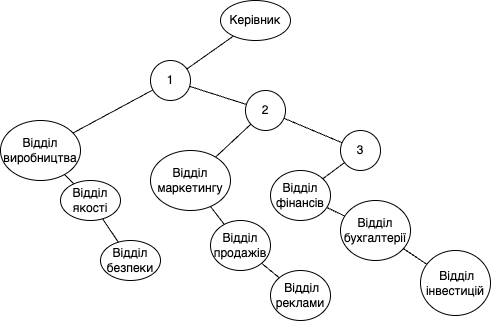 Керівник
1
2
3
Відділ
виробництва
Відділ
якості
Відділ
безпеки
Відділ
маркетингу
Відділ
продажів
Відділ
реклами
Відділ
фінансів
Відділ
бухгалтерії
Відділ
інвестицій